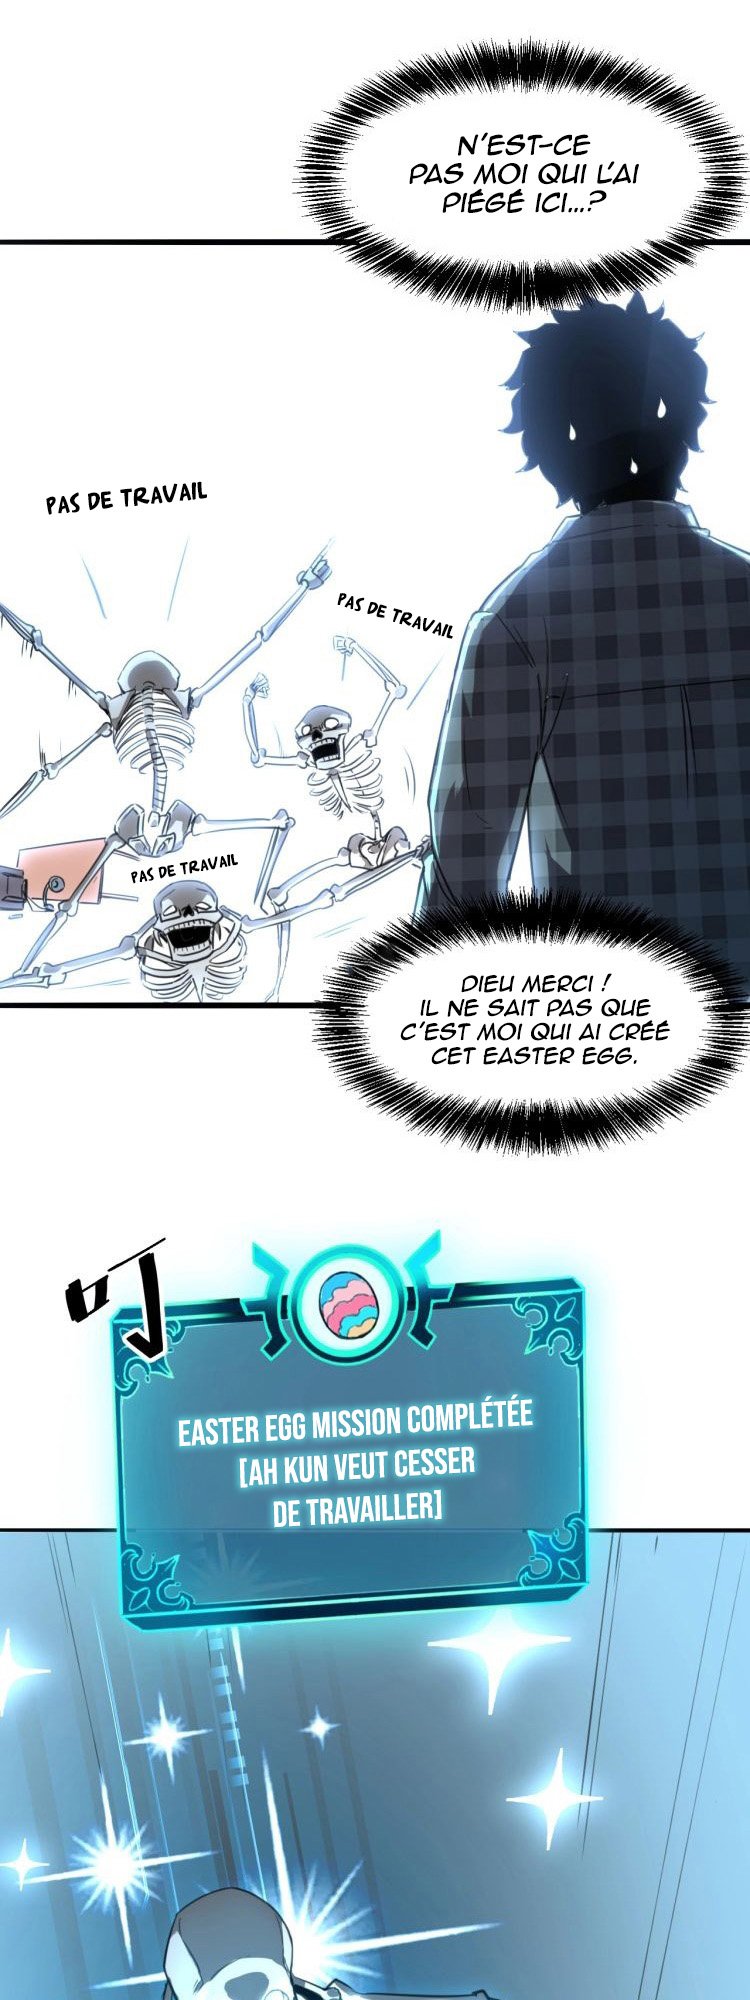 N'EST-CE
PAS MOI QUI L'AI
PIÉGÉ ICI...?
PAS DE TRAVAIL
PAS DE TRAVAIL
PAS DE TRAVAIL
DIEU MERCI !
IL NE SAIT PAS QUE
C'EST MOI QUI AI CRÉÉ
CET EASTER EGG.
叮
EASTER EGG MISSION COMPLÉTÉE
[AH KUN VEUT CESSER
DE TRAVAILLER]